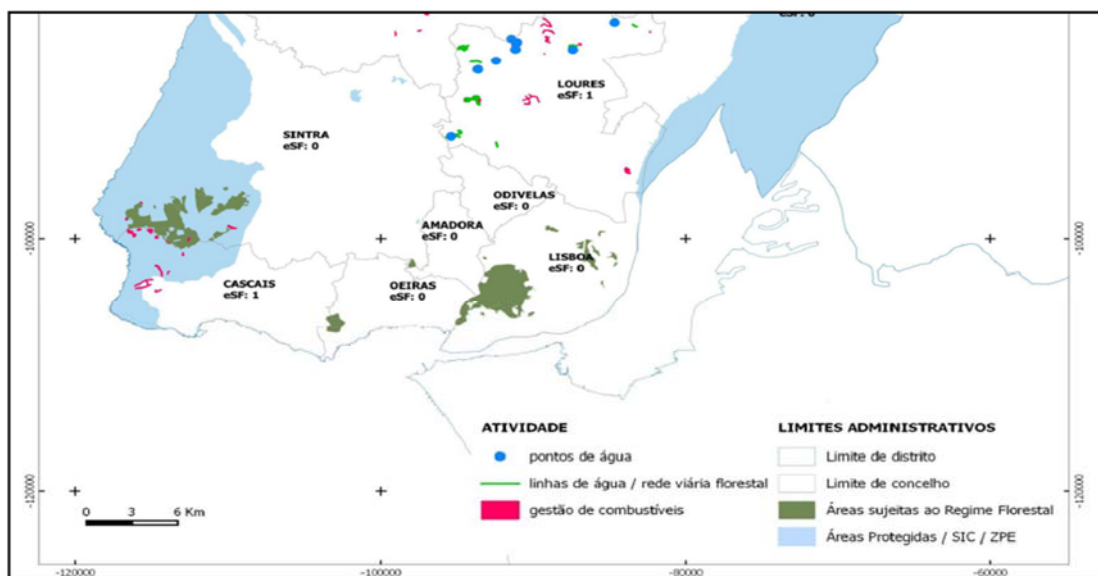 eSF: 0
LOURES
eSF: 1
SINTRA
eSF: 0
ODIVELAS
eSF: 0
AMADORA
eSF: 0
LISBOA
eSF: 0
CASCAIS
eSF: 1
OEIRAS
eSF: 0
-100000
-100000
ATIVIDADE
pontos de água
linhas de água / rede viária florestal
gestão de combustíveis
LIMITES ADMINISTRATIVOS
Limite de distrito
Limite de concelho
Áreas sujeitas ao Regime Florestal
Áreas Protegidas / SIC / ZPE
-120000
-120000
0 3 6 Km
-120000
-100000
-80000
-60000